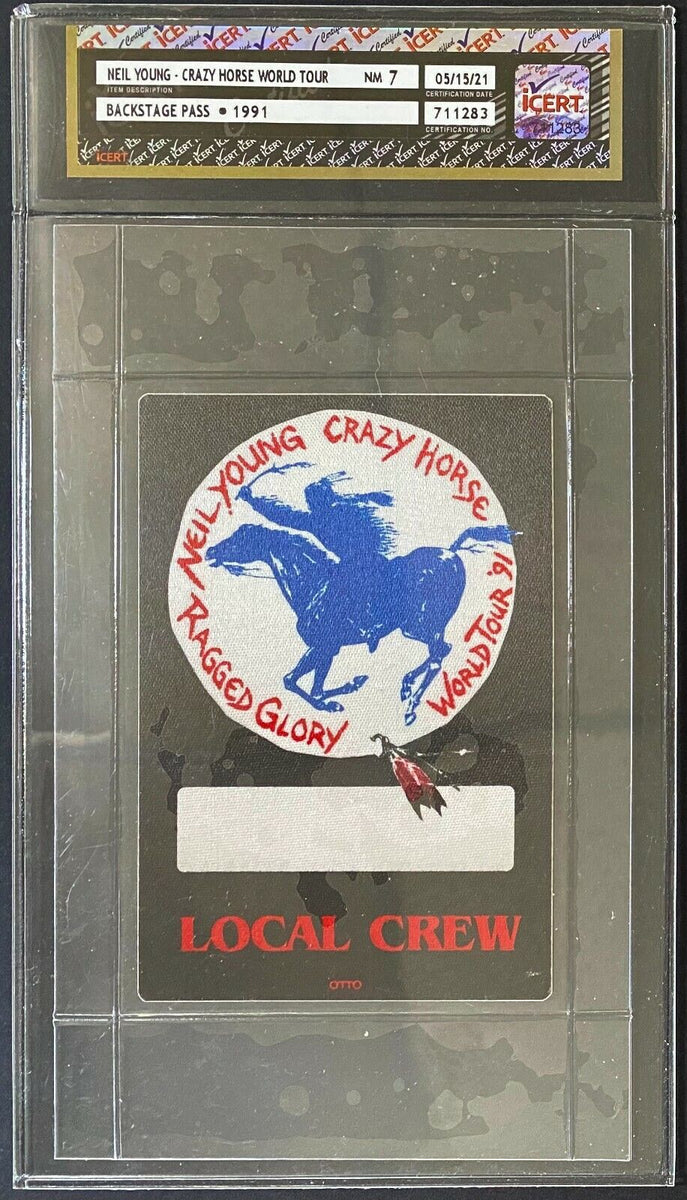 NEIL YOUNG - CRAZY HORSE WORLD TOUR NM 7 05/15/21
ITEM DESCRIPTION CERTIFICATION DATE
BACKSTAGE PASS • 1991 711283
CERTIFICATION NO.
iCERT
711283
iCERT
NEIL YOUNG CRAZY HORSE
RAGGED GLORY WORLD TOUR '91
LOCAL CREW
OTTO